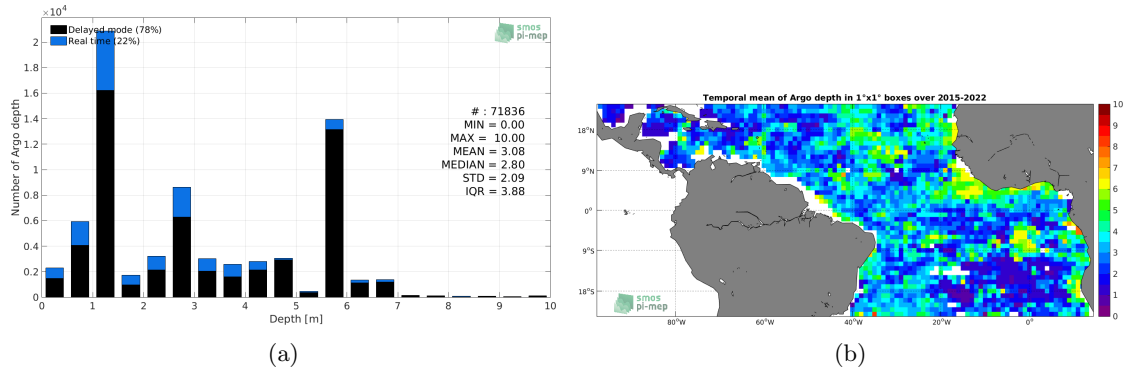 ×10⁴
Delayed mode (78%)
Real time (22%)
smos
pi-mep
Number of Argo depth
2
1.8
1.6
1.4
1.2
1
0.8
0.6
0.4
0.2
0
# : 71836
MIN = 0.00
MAX = 10.00
MEAN = 3.08
MEDIAN = 2.80
STD = 2.09
IQR = 3.88
0 1 2 3 4 5 6 7 8 9 10
Depth [m]
(a)
Temporal mean of Argo depth in 1°x1° boxes over 2015-2022
18°N
9°N
0°
9°S
18°S
smos
pi-mep
80°W 60°W 40°W 20°W 0°
10
9
8
7
6
5
4
3
2
1
0
(b)